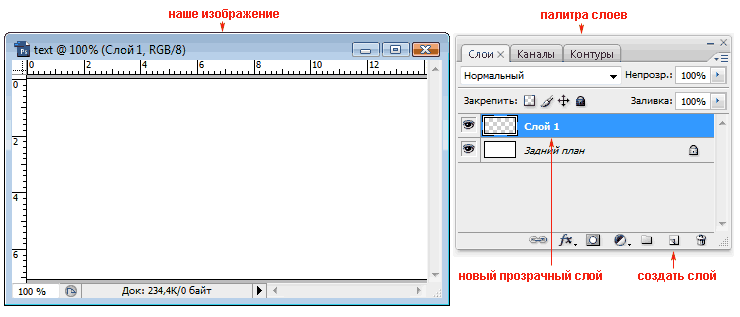 наше изображение
палитра слоев
text @ 100% (Слой 1, RGB/8)
0 2 4 6 8 10 12
0
2
4
6
100 %
Док: 234,4K/0 байт
Слои × Каналы Контуры
Нормальный Непрозр.: 100%
Закрепить: Заливка: 100%
Слой 1
Задний план
fx
новый прозрачный слой
создать слой